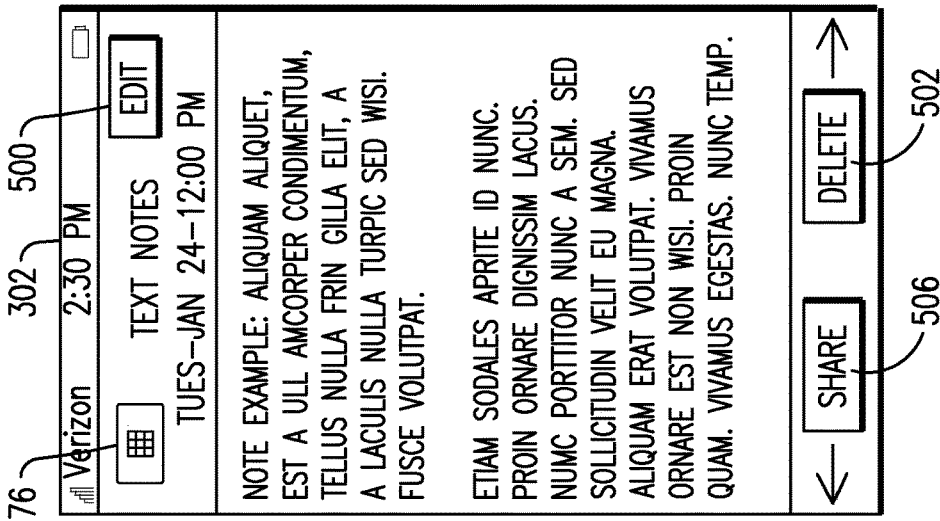 76
302
500
Verizon 2:30 PM
TEXT NOTES EDIT
TUES-JAN 24-12:00 PM
NOTE EXAMPLE: ALIQUAM ALIQUET,
EST A ULL AMCORPER CONDIMENTUM,
TELLUS NULLA FRIN GILLA ELIT, A
A LACULIS NULLA TURPIC SED WISI.
FUSCE VOLUTPAT.
ETIAM SODALES APRITE ID NUNC.
PROIN ORNARE DIGNISSIM LACUS.
NUMC PORTTITOR NUNC A SEM. SED
SOLLICITUDIN VELIT EU MAGNA.
ALIQUAM ERAT VOLUTPAT. VIVAMUS
ORNARE EST NON WISI. PROIN
QUAM. VIVAMUS EGESTAS. NUNC TEMP.
SHARE DELETE
506
502